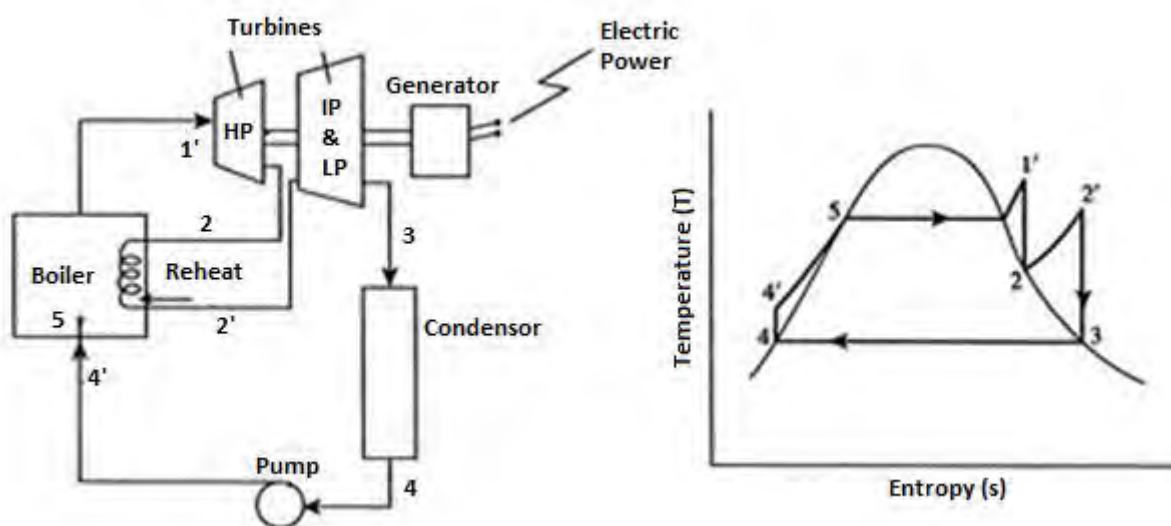 Turbines
Electric
Power
Generator
HP
IP
&
LP
1'
2
3
Boiler
Reheat
5
2'
Condensor
4'
Pump
4
Temperature (T)
1'
2'
5
2
4'
4
3
Entropy (s)